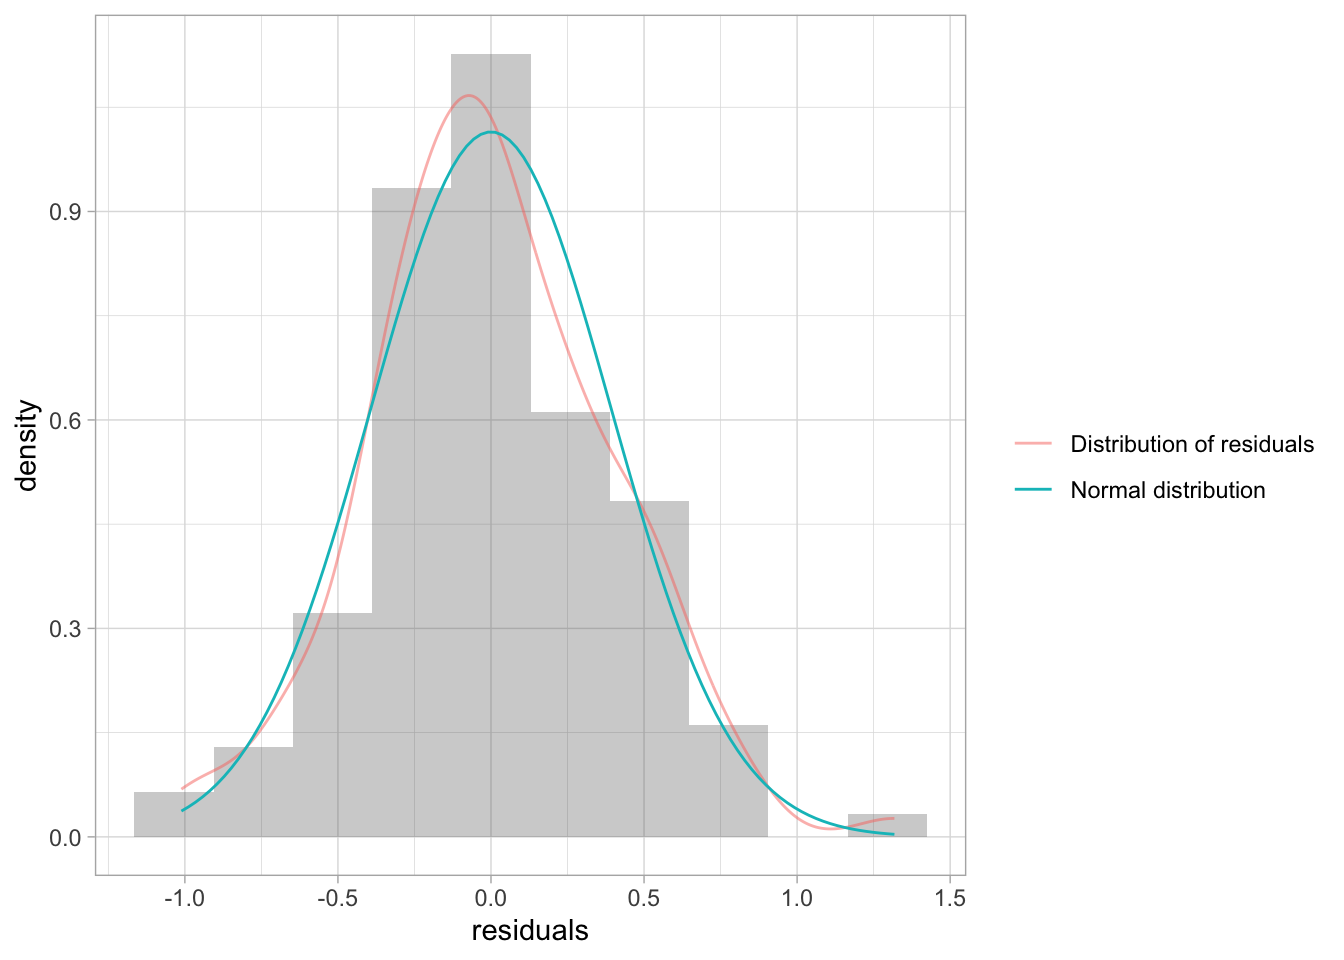 density
0.9
0.6
0.3
0.0
-1.0 -0.5 0.0 0.5 1.0 1.5
residuals
Distribution of residuals
Normal distribution